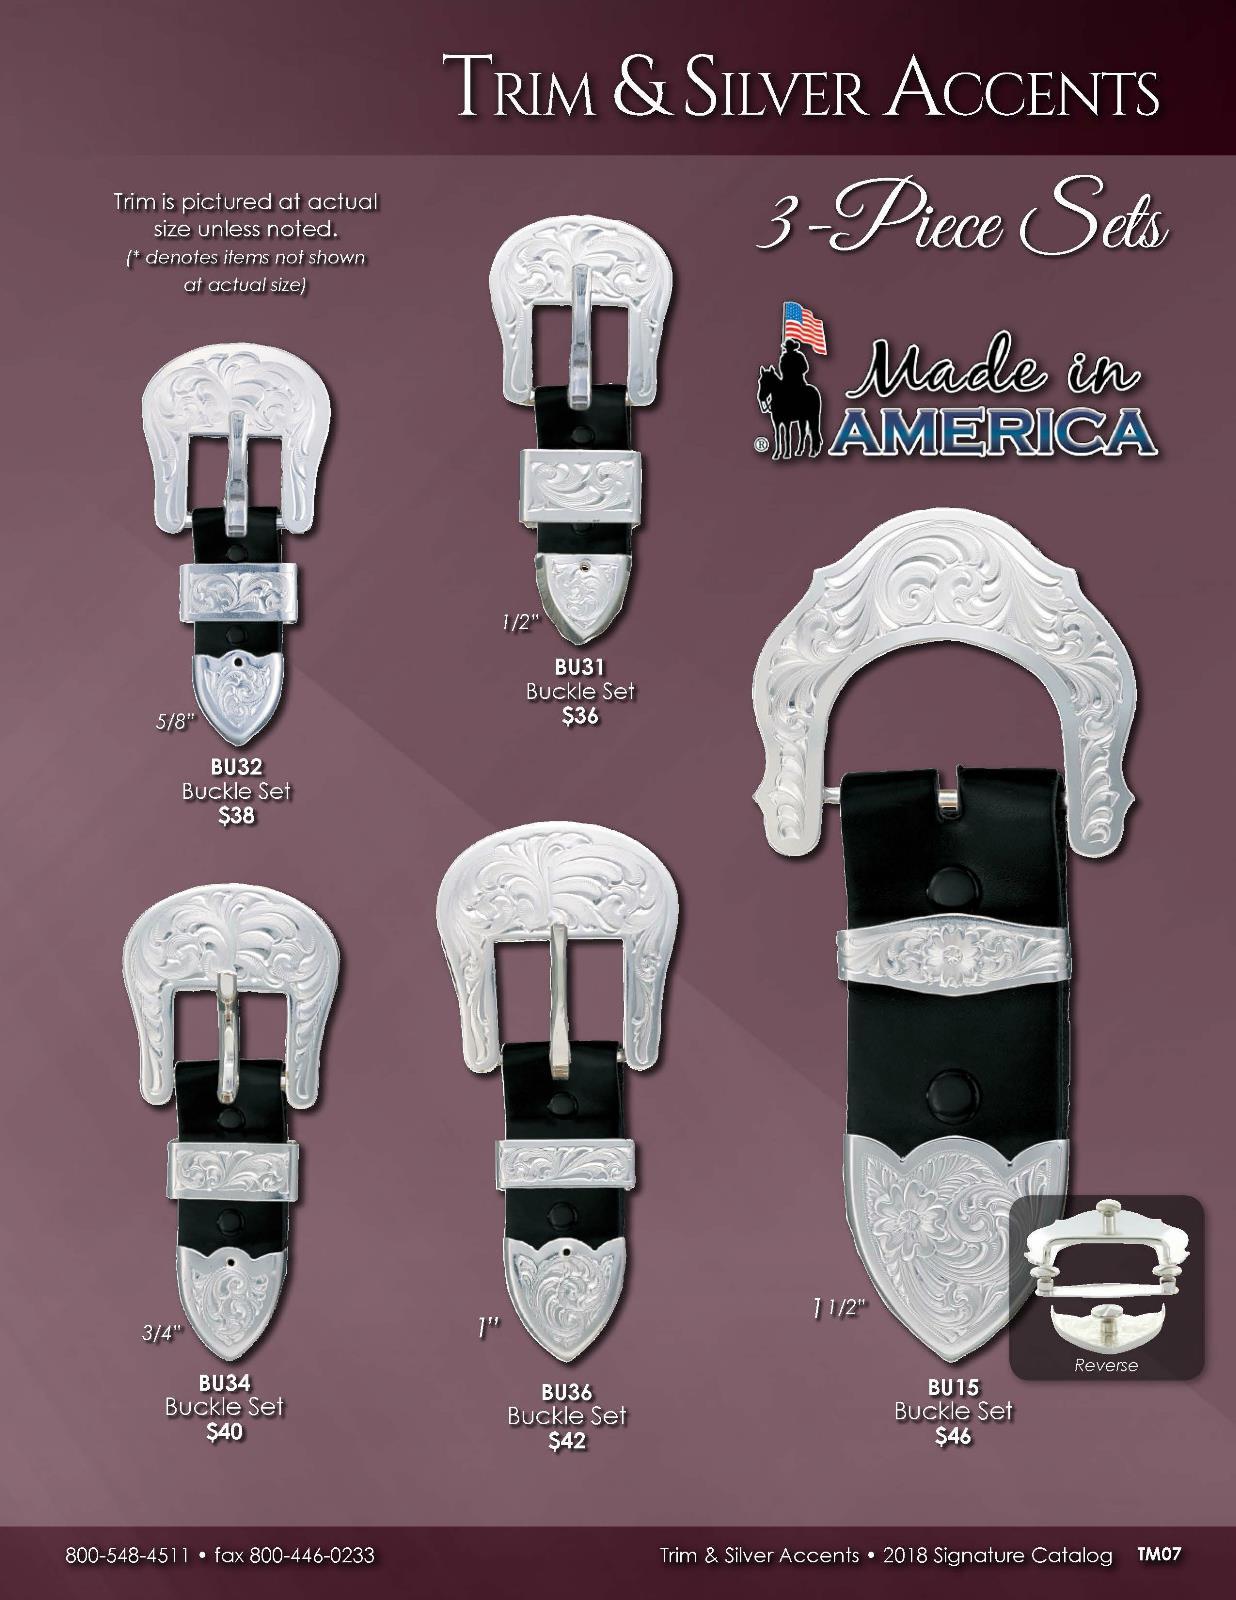 TRIM & SILVER ACCENTS
Trim is pictured at actual
size unless noted.
(* denotes items not shown
at actual size)
3-Piece Sets
Made in
® AMERICA
1/2"
BU31
Buckle Set
$36
5/8"
BU32
Buckle Set
$38
3/4"
BU34
Buckle Set
$40
1"
BU36
Buckle Set
$42
1 1/2"
Reverse
BU15
Buckle Set
$46
800-548-4511 • fax 800-446-0233
Trim & Silver Accents • 2018 Signature Catalog TM07